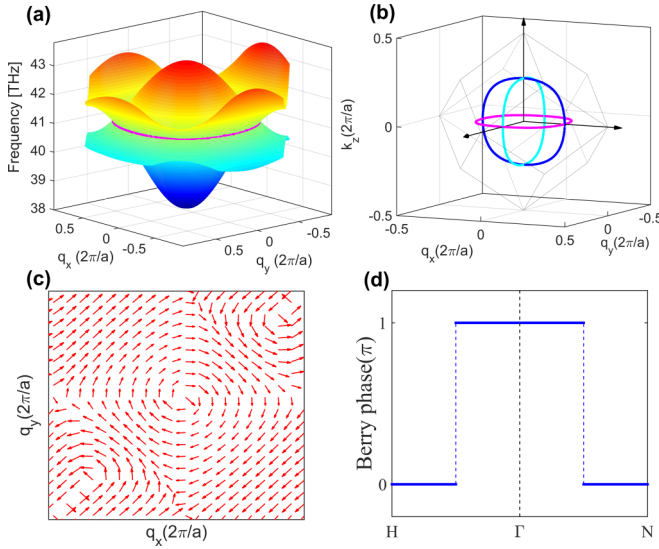 (a)
Frequency [THz]
43
42
41
40
39
38
0.5
0
-0.5
q_x (2π/a)
0.5
0
-0.5
q_y (2π/a)
(b)
k_z(2π/a)
0.5
0
-0.5
-0.5
0
0.5
q_x(2π/a)
0.5
0
-0.5
q_y(2π/a)
(c)
q_y(2π/a)
q_x(2π/a)
(d)
Berry phase(π)
1
0
H
Γ
N